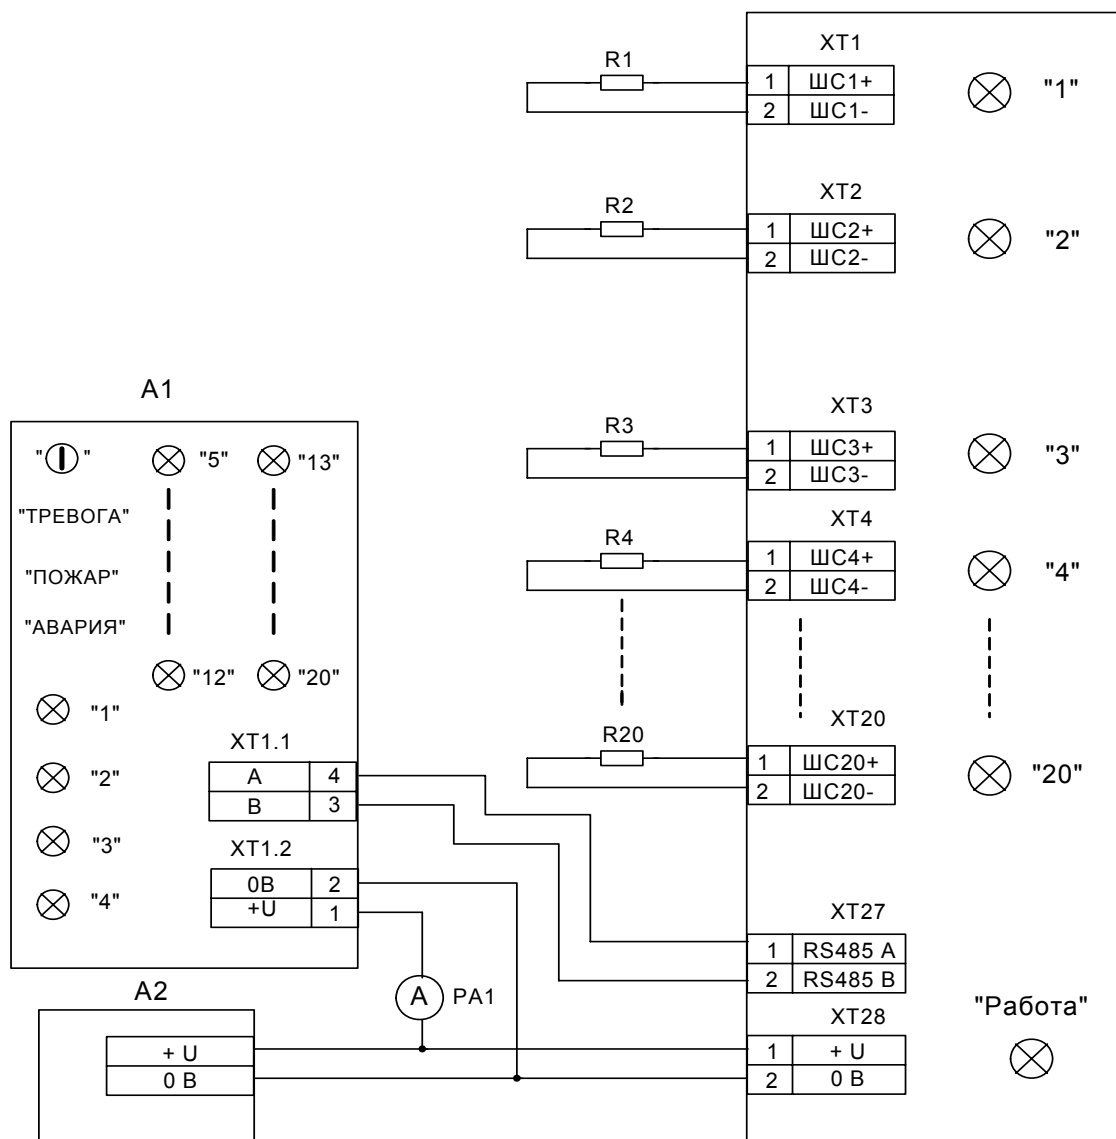 XT1
R1
1 ШС1+
2 ШС1-
"1"
XT2
R2
1 ШС2+
2 ШС2-
"2"
A1
XT3
R3
1 ШС3+
2 ШС3-
"3"
XT4
R4
1 ШС4+
2 ШС4-
"4"
XT20
R20
1 ШС20+
2 ШС20-
"20"
" "
"5"
"13"
"ТРЕВОГА"
"ПОЖАР"
"АВАРИЯ"
"12"
"20"
"1"
"2"
"3"
"4"
XT1.1
A 4
B 3
XT1.2
0В 2
+U 1
XT27
1 RS485 A
2 RS485 B
A PA1
A2
+ U
0 В
XT28
1 + U
2 0 В
"Работа"